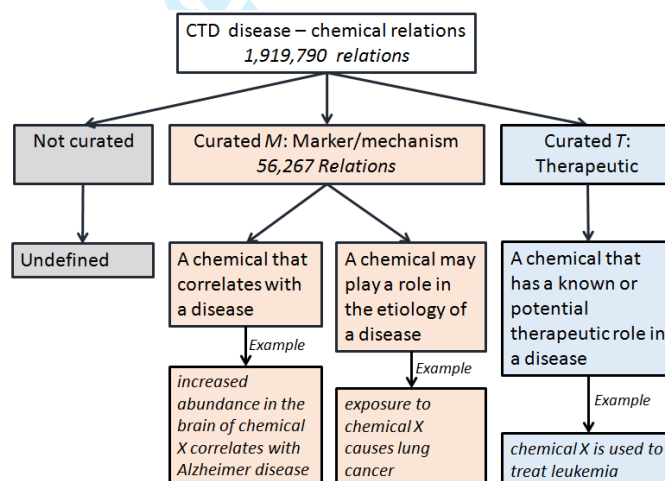 CTD disease – chemical relations
1,919,790 relations
Not curated
Curated M: Marker/mechanism
56,267 Relations
Curated T:
Therapeutic
Undefined
A chemical that
correlates with
a disease
A chemical may
play a role in
the etiology of
a disease
A chemical that
has a known or
potential
therapeutic role in
a disease
Example
Example
Example
increased
abundance in the
brain of chemical
X correlates with
Alzheimer disease
exposure to
chemical X
causes lung
cancer
chemical X is used to
treat leukemia